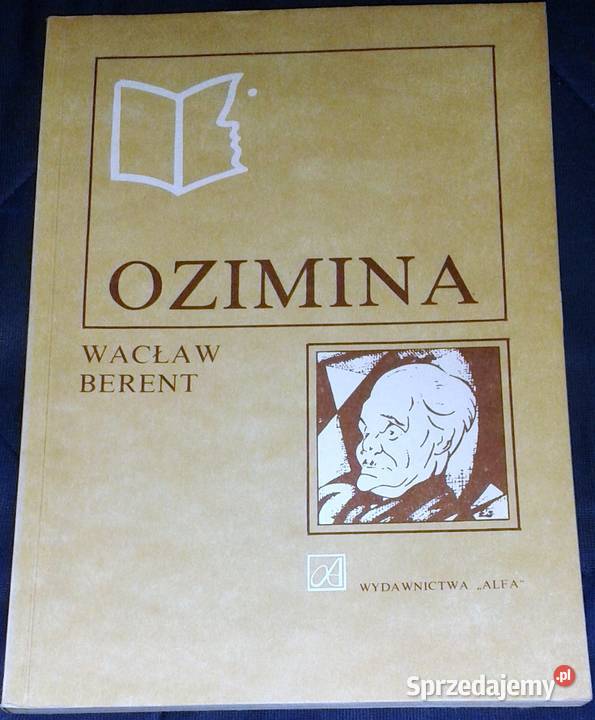 OZIMINA
WACŁAW
BERENT
WYDAWNICTWA „ALFA"
Sprzedajemy.pl